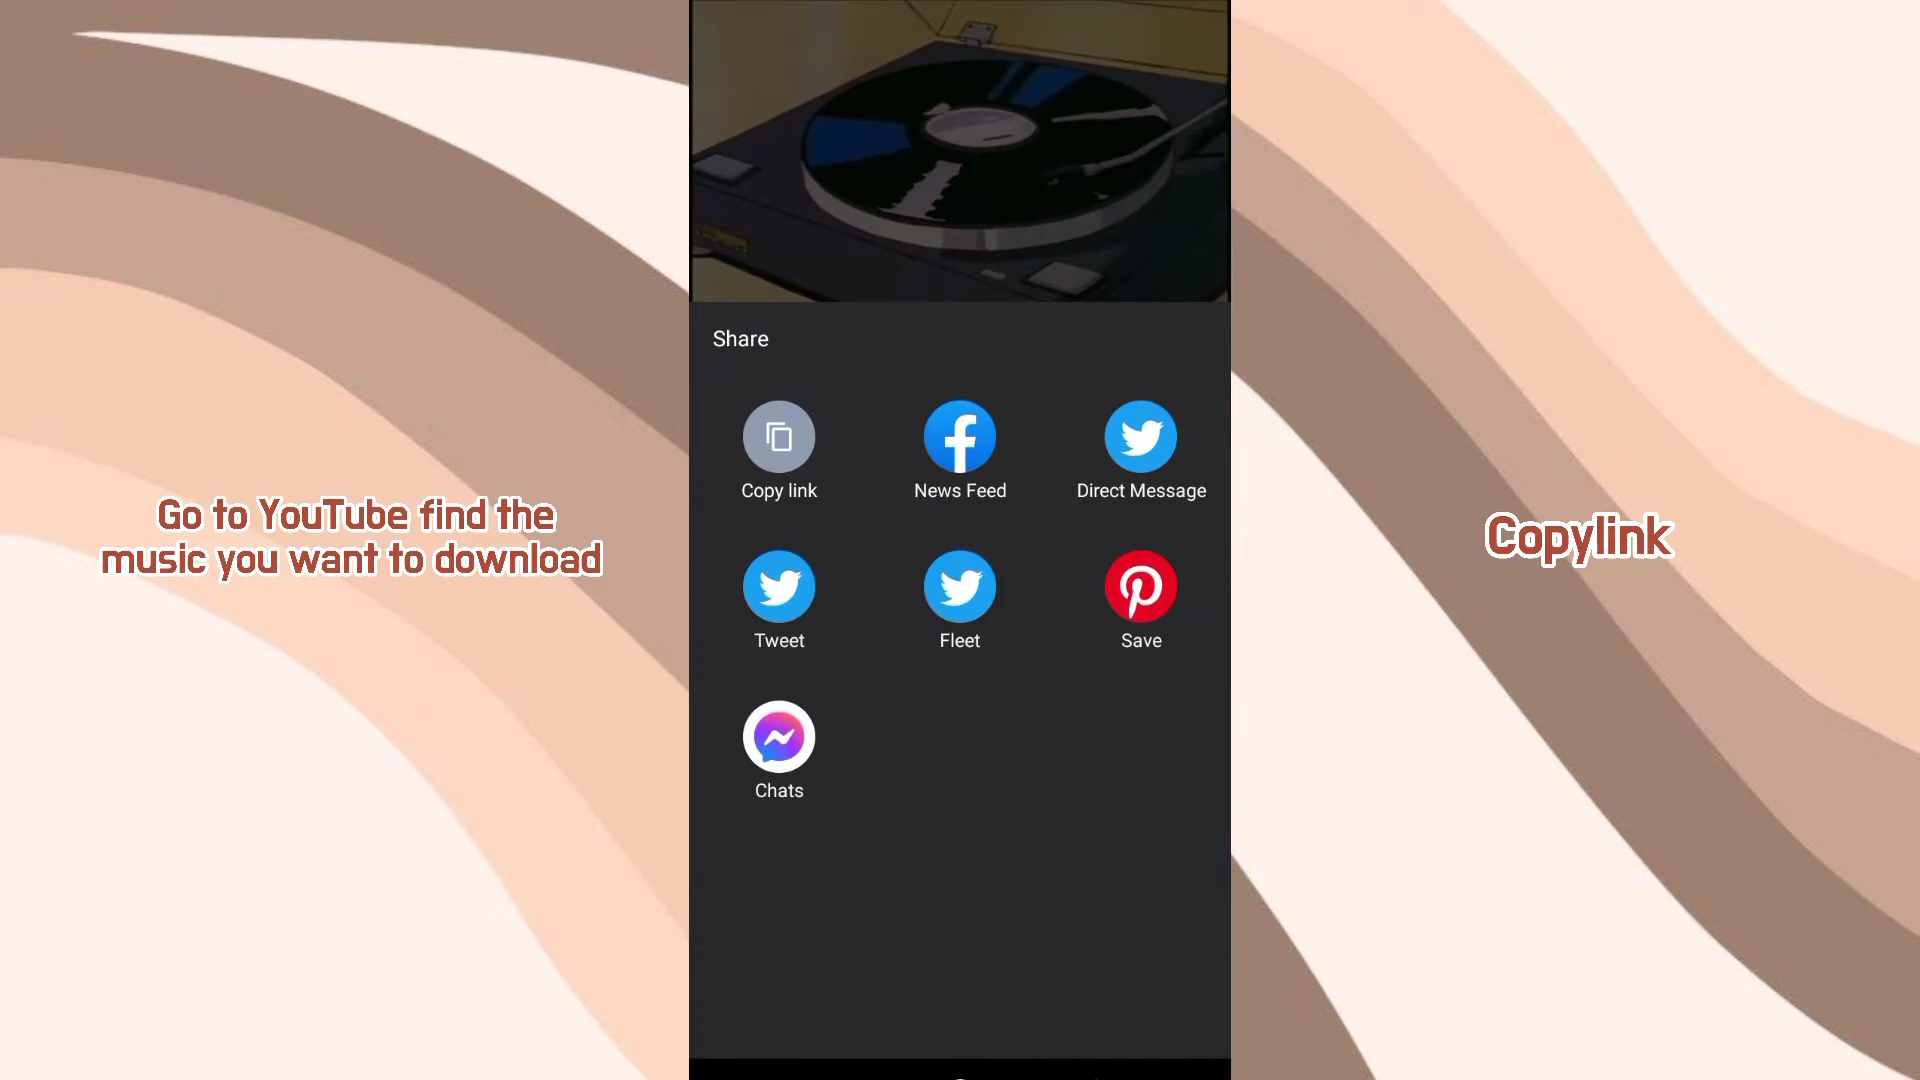 Go to YouTube find the
music you want to download
Share
Copy link
News Feed
Direct Message
Tweet
Fleet
Save
Chats
Copylink